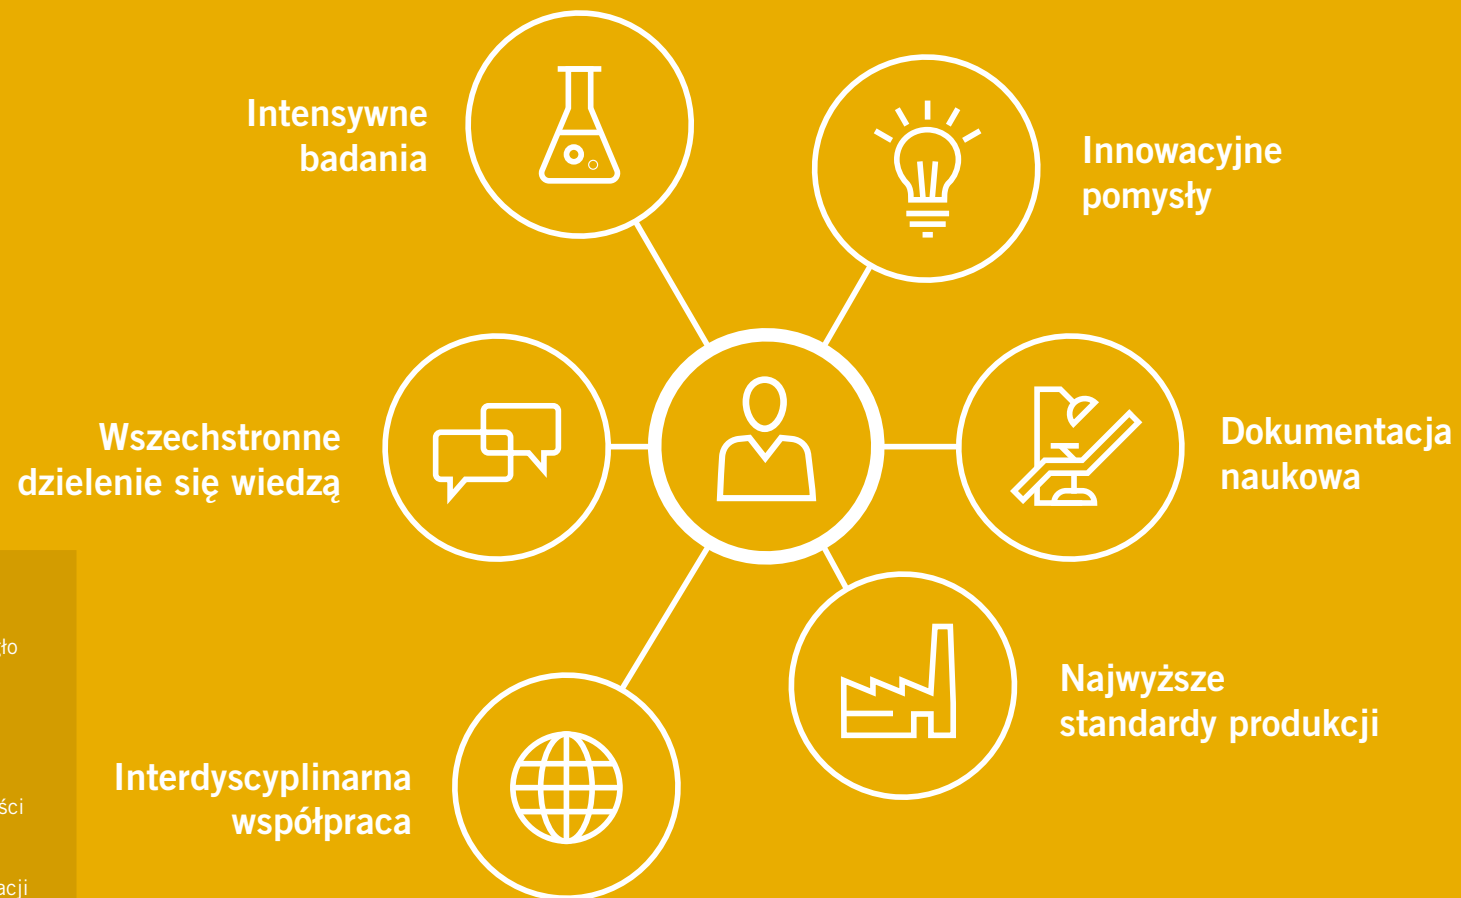 Intensywne
badania
Innowacyjne
pomysły
Wszechstronne
dzielenie się wiedzą
Dokumentacja
naukowa
Najwyższe
standardy produkcji
Interdyscyplinarna
współpraca